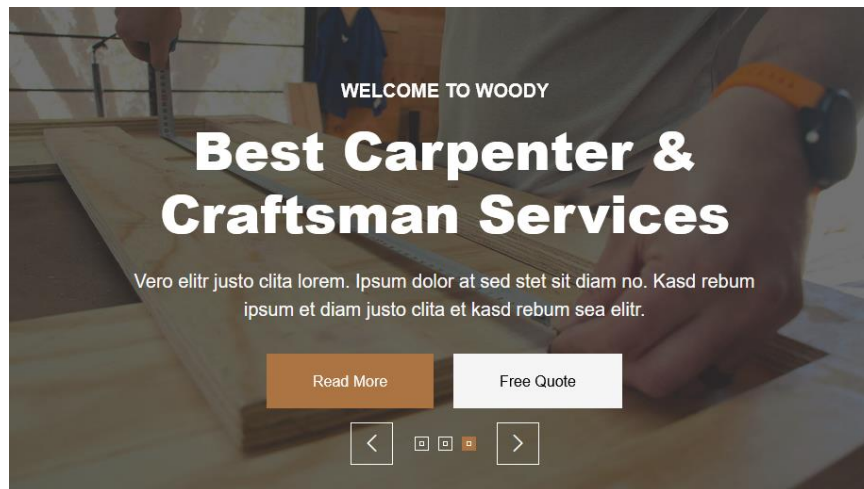 WELCOME TO WOODY
Best Carpenter &
Craftsman Services
Vero elitr justo clita lorem. Ipsum dolor at sed stet sit diam no. Kasd rebum
ipsum et diam justo clita et kasd rebum sea elitr.
Read More
Free Quote